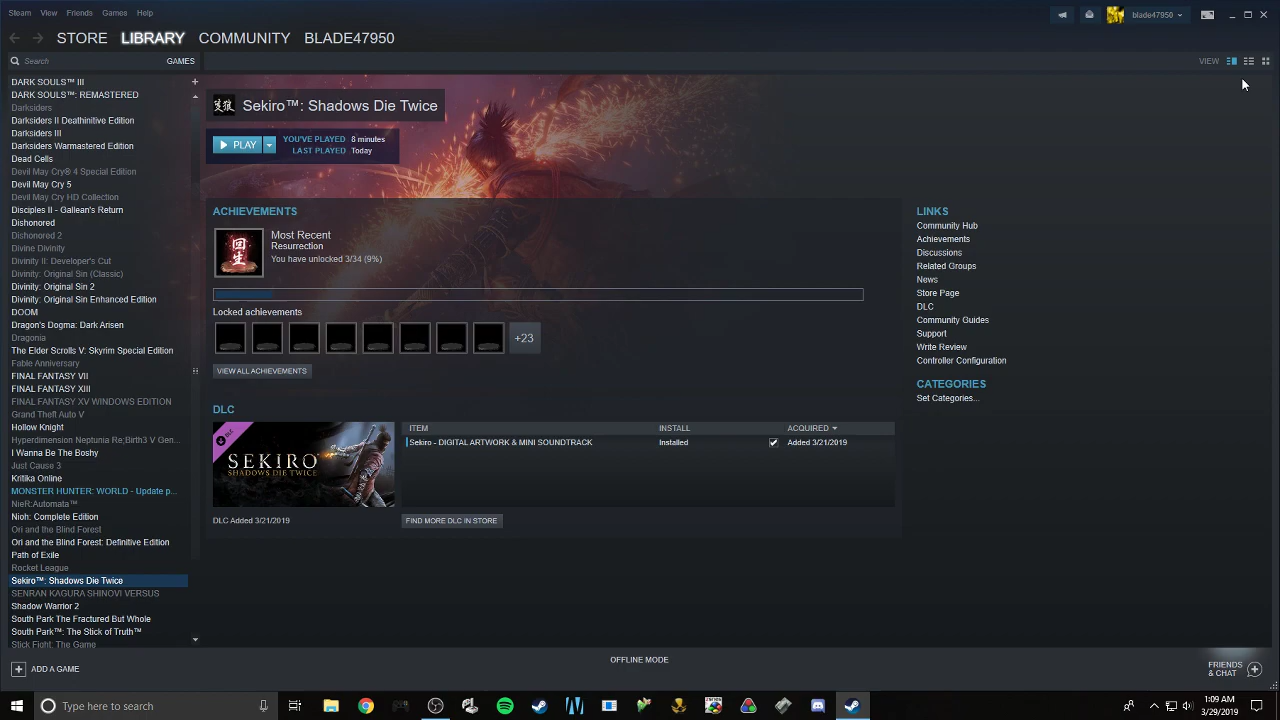 Steam View Friends Games Help
blade47950
STORE LIBRARY COMMUNITY BLADE47950
Search GAMES
VIEW
DARK SOULS™ III
DARK SOULS™: REMASTERED
Darksiders
Darksiders II Deathinitive Edition
Darksiders III
Darksiders Warmastered Edition
Dead Cells
Devil May Cry® 4 Special Edition
Devil May Cry 5
Devil May Cry HD Collection
Disciples II - Gallean's Return
Dishonored
Dishonored 2
Divine Divinity
Divinity II: Developer's Cut
Divinity: Original Sin (Classic)
Divinity: Original Sin 2
Divinity: Original Sin Enhanced Edition
DOOM
Dragon's Dogma: Dark Arisen
Dragonia
The Elder Scrolls V: Skyrim Special Edition
Fable Anniversary
FINAL FANTASY VII
FINAL FANTASY XIII
FINAL FANTASY XV WINDOWS EDITION
Grand Theft Auto V
Hollow Knight
Hyperdimension Neptunia Re;Birth3 V Gen...
I Wanna Be The Boshy
Just Cause 3
Kritika Online
MONSTER HUNTER: WORLD - Update p...
NieR:Automata™
Nioh: Complete Edition
Ori and the Blind Forest
Ori and the Blind Forest: Definitive Edition
Path of Exile
Rocket League
Sekiro™: Shadows Die Twice
SENRAN KAGURA SHINOVI VERSUS
Shadow Warrior 2
South Park The Fractured But Whole
South Park™: The Stick of Truth™
Stick Fight: The Game
Sekiro™: Shadows Die Twice
PLAY
YOU'VE PLAYED 8 minutes
LAST PLAYED Today
ACHIEVEMENTS
回生
Most Recent
Resurrection
You have unlocked 3/34 (9%)
Locked achievements
+23
VIEW ALL ACHIEVEMENTS
DLC
DLC
SEKIRO
SHADOWS DIE TWICE
DLC Added 3/21/2019
ITEM INSTALL ACQUIRED
Sekiro - DIGITAL ARTWORK & MINI SOUNDTRACK Installed Added 3/21/2019
FIND MORE DLC IN STORE
LINKS
Community Hub
Achievements
Discussions
Related Groups
News
Store Page
DLC
Community Guides
Support
Write Review
Controller Configuration
CATEGORIES
Set Categories...
ADD A GAME
OFFLINE MODE
FRIENDS
& CHAT
Type here to search
1:09 AM
3/29/2019